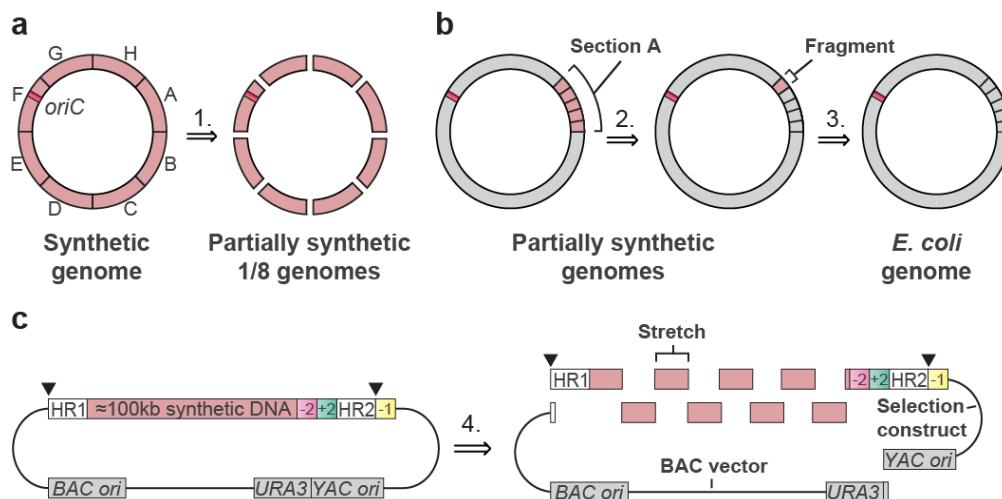 a
G
H
F
A
oriC
E
B
D
C
1.
Synthetic
genome
Partially synthetic
1/8 genomes
b
Section A
Fragment
2.
3.
Partially synthetic
genomes
E. coli
genome
c
HR1
≈100kb synthetic DNA
-2
+2
HR2
-1
BAC ori
URA3
YAC ori
4.
Stretch
HR1
-2
+2
HR2
-1
Selection
construct
YAC ori
BAC vector
BAC ori
URA3